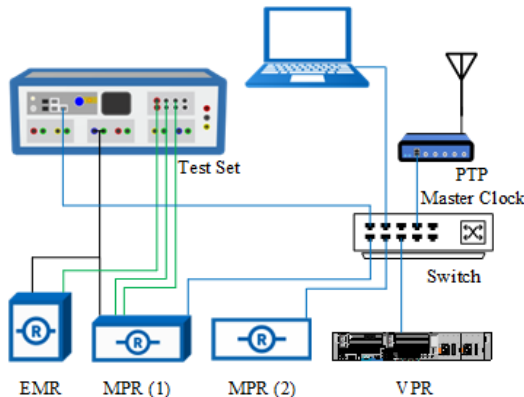 Test Set
PTP
Master Clock
Switch
R
R
R
EMR
MPR (1)
MPR (2)
VPR